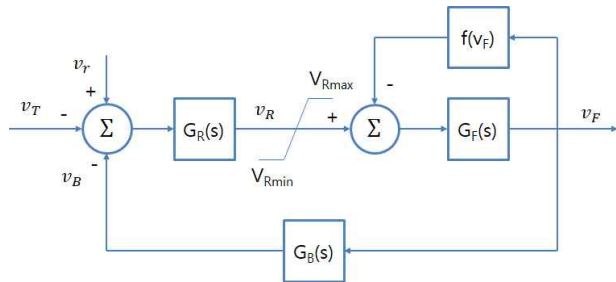 f(v_F)
v_r
V_Rmax
+
-
v_T
-
Σ
G_R(s)
v_R
+
Σ
G_F(s)
v_F
-
v_B
V_Rmin
G_B(s)